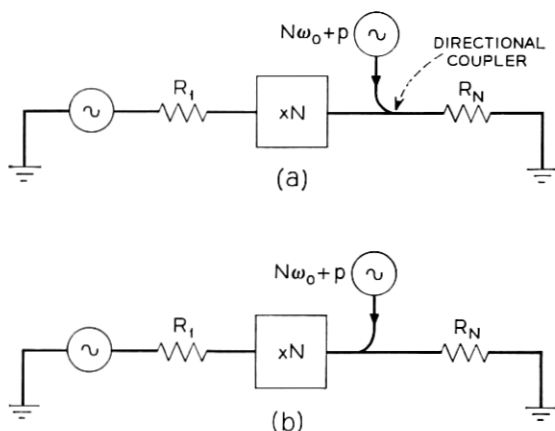 Nω₀+p
DIRECTIONAL
COUPLER
R₁
xN
R_N
(a)
Nω₀+p
R₁
xN
R_N
(b)